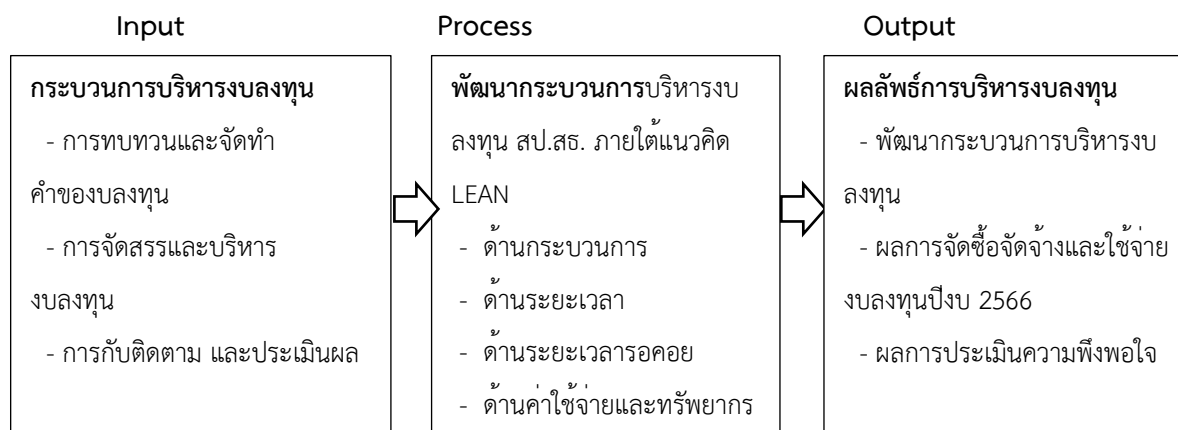 Input
กระบวนการบริหารงบลงทุน
- การทบทวนและจัดทำ
คำของบลงทุน
- การจัดสรรและบริหาร
งบลงทุน
- การกับติดตาม และประเมินผล
Process
พัฒนากระบวนการบริหารงบ
ลงทุน สป.สธ. ภายใต้แนวคิด
LEAN
- ด้านกระบวนการ
- ด้านระยะเวลา
- ด้านระยะเวลารอคอย
- ด้านค่าใช้จ่ายและทรัพยากร
Output
ผลลัพธ์การบริหารงบลงทุน
- พัฒนากระบวนการบริหารงบ
ลงทุน
- ผลการจัดซื้อจัดจ้างและใช้จ่าย
งบลงทุนปีงบ 2566
- ผลการประเมินความพึงพอใจ